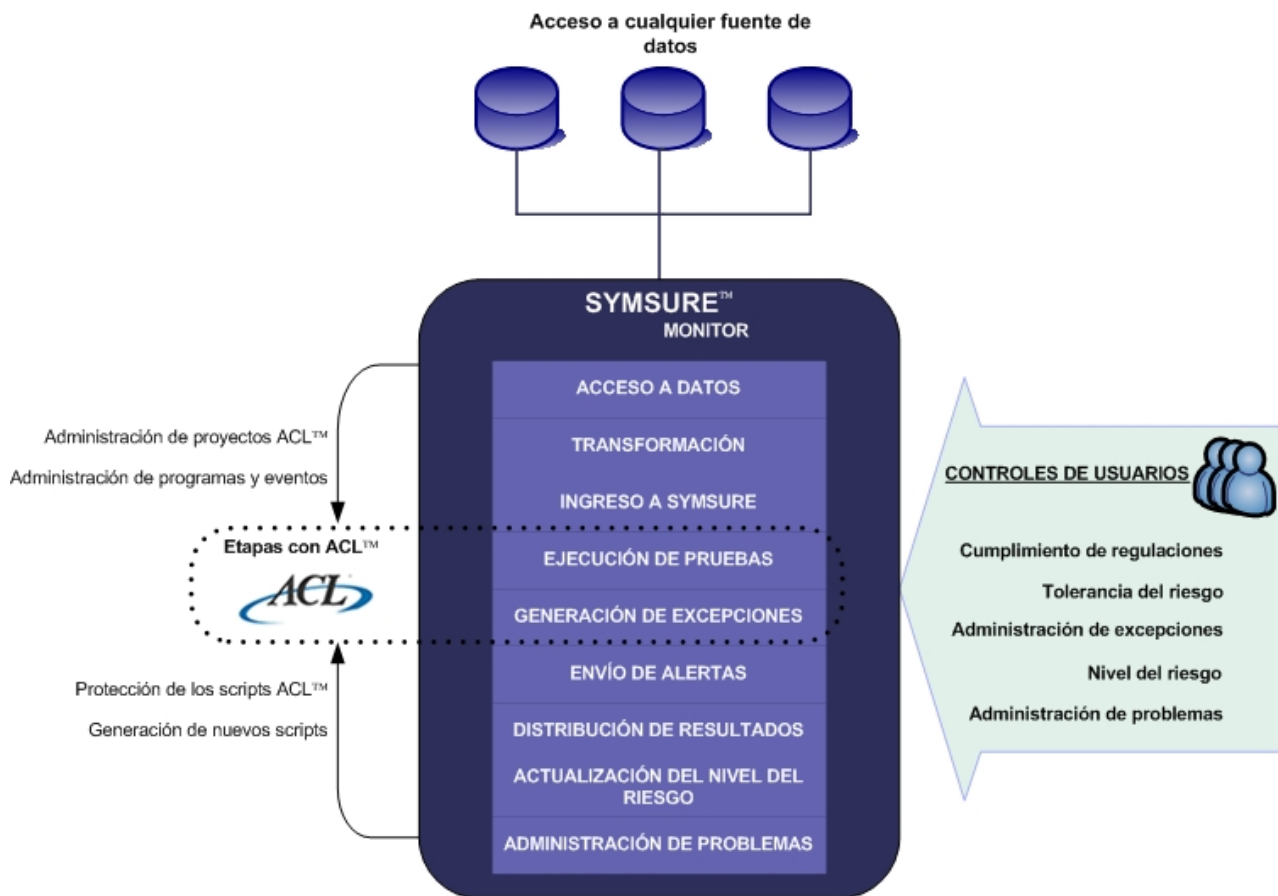 Acceso a cualquier fuente de
datos
SYMSURE™
MONITOR
ACCESO A DATOS
TRANSFORMACIÓN
INGRESO A SYMSURE
EJECUCIÓN DE PRUEBAS
GENERACIÓN DE EXCEPCIONES
ENVÍO DE ALERTAS
DISTRIBUCIÓN DE RESULTADOS
ACTUALIZACIÓN DEL NIVEL DEL
RIESGO
ADMINISTRACIÓN DE PROBLEMAS
Administración de proyectos ACL™
Administración de programas y eventos
Etapas con ACL™
ACL
Protección de los scripts ACL™
Generación de nuevos scripts
CONTROLES DE USUARIOS
Cumplimiento de regulaciones
Tolerancia del riesgo
Administración de excepciones
Nivel del riesgo
Administración de problemas